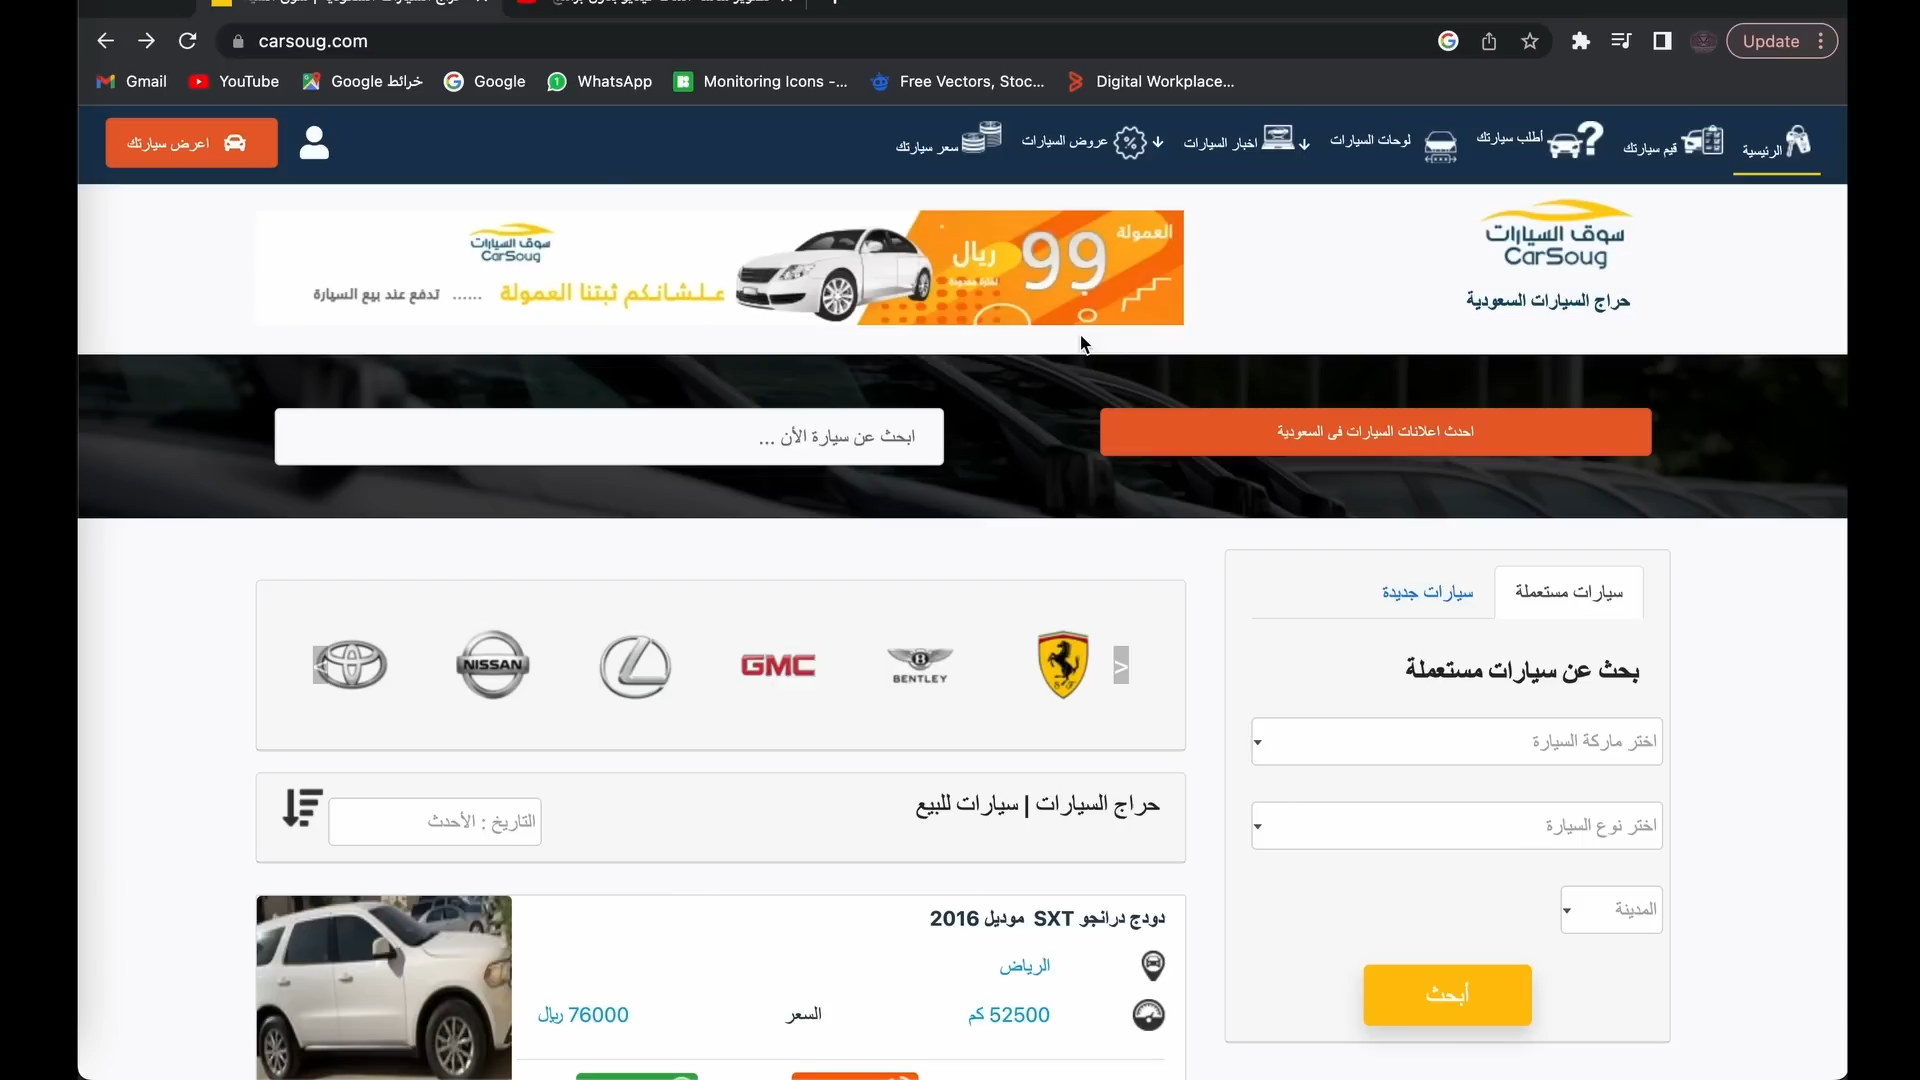 carsoug.com
Update
Gmail
YouTube
خرائط Google
Google
WhatsApp
Monitoring Icons -...
Free Vectors, Stoc...
Digital Workplace...
الرئيسية
قيم سيارتك
أطلب سيارتك
لوحات السيارات
اخبار السيارات
عروض السيارات
سعر سيارتك
اعرض سيارتك
سوق السيارات
CarSoug
حراج السيارات السعودية
العمولة
99 ريال
سوق السيارات
CarSoug
علـشانـكم ثبتنا العمولة ...... تدفع عند بيع السيارة
احدث اعلانات السيارات فى السعودية
ابحث عن سيارة الأن ...
سيارات مستعملة
سيارات جديدة
بحث عن سيارات مستعملة
اختر ماركة السيارة
اختر نوع السيارة
المدينة
أبحث
NISSAN
GMC
B
BENTLEY
S F
>
<
حراج السيارات | سيارات للبيع
التاريخ : الأحدث
دودج درانجو SXT موديل 2016
الرياض
52500 كم
السعر
76000 ريال